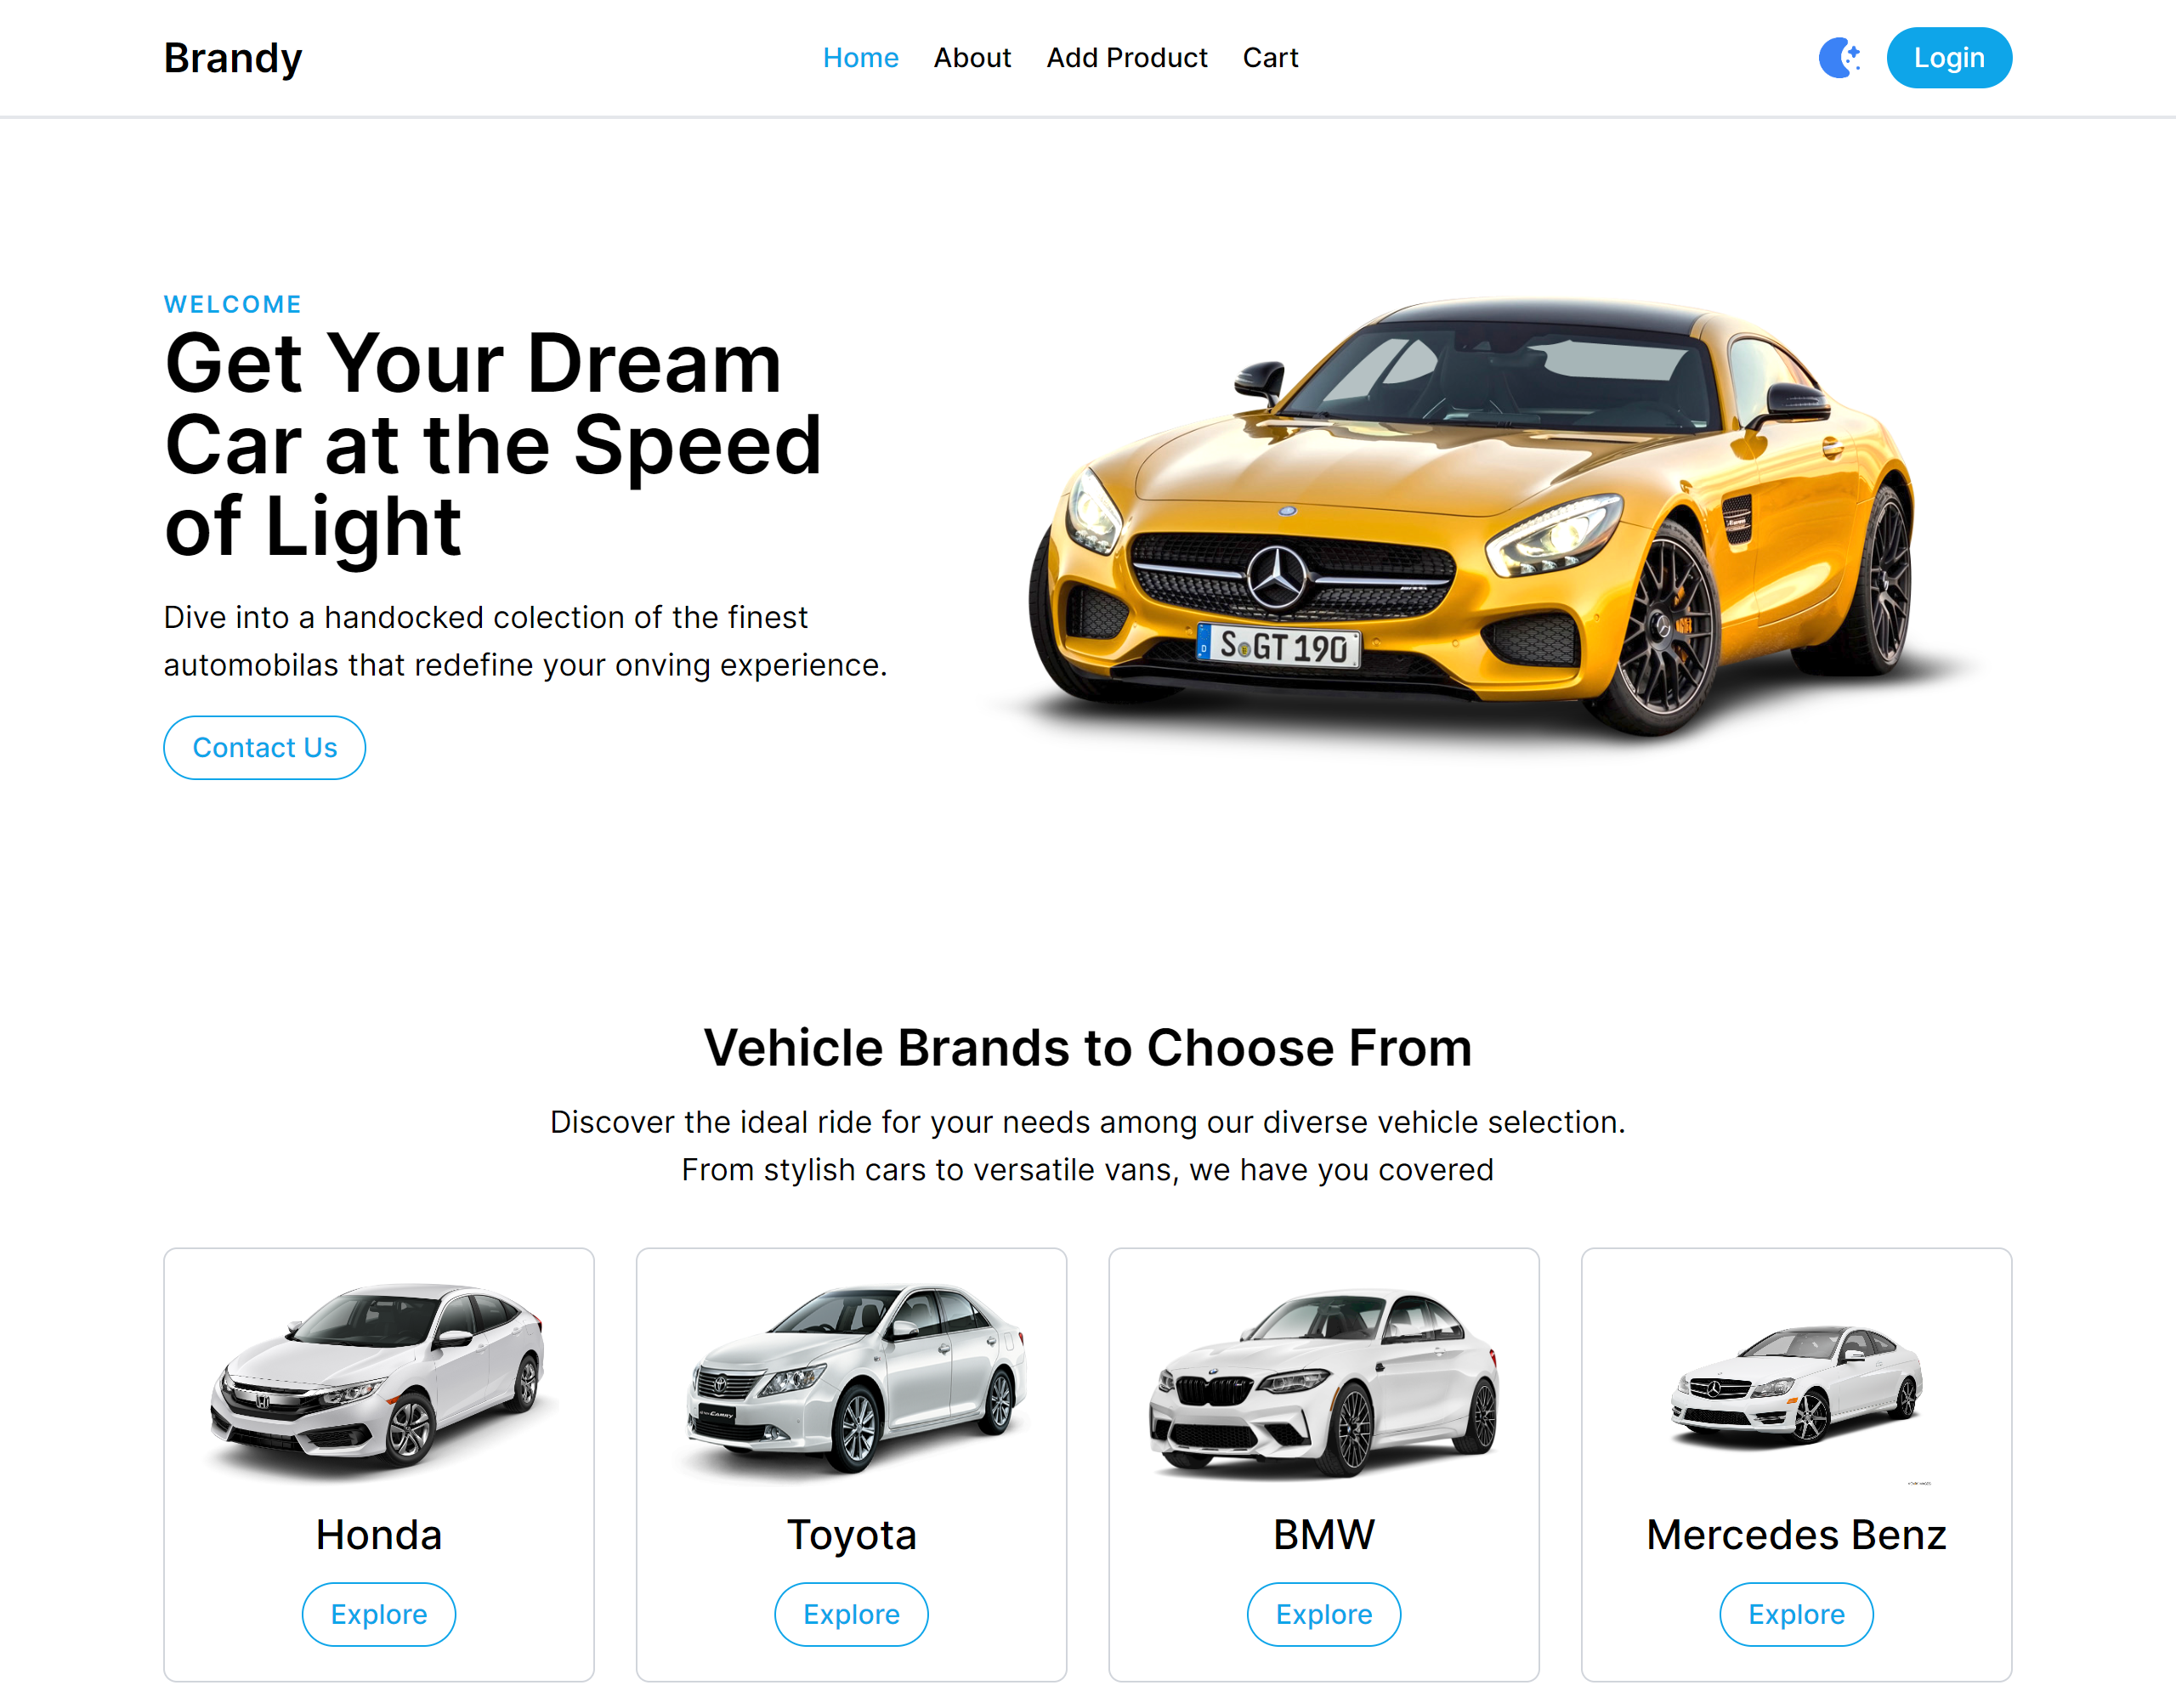 Brandy
Home About Add Product Cart
Login
WELCOME
Get Your Dream
Car at the Speed
of Light
Dive into a handocked colection of the finest
automobilas that redefine your onving experience.
Contact Us
S GT 190
Vehicle Brands to Choose From
Discover the ideal ride for your needs among our diverse vehicle selection.
From stylish cars to versatile vans, we have you covered
Honda
Toyota
BMW
Mercedes Benz
Explore
Explore
Explore
Explore